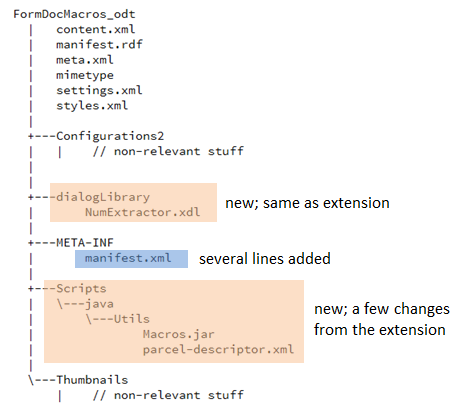 FormDocMacros_odt
|    content.xml
|    manifest.rdf
|    meta.xml
|    mimetype
|    settings.xml
|    styles.xml
|
+---Configurations2
|    |    // non-relevant stuff
|
|
+---dialogLibrary
|        NumExtractor.xdl
new; same as extension
|
+---META-INF
|        manifest.xml
several lines added
|
+---Scripts
|   \---java
|       \---Utils
|               Macros.jar
|               parcel-descriptor.xml
new; a few changes
from the extension
|
\---Thumbnails
     |    // non-relevant stuff